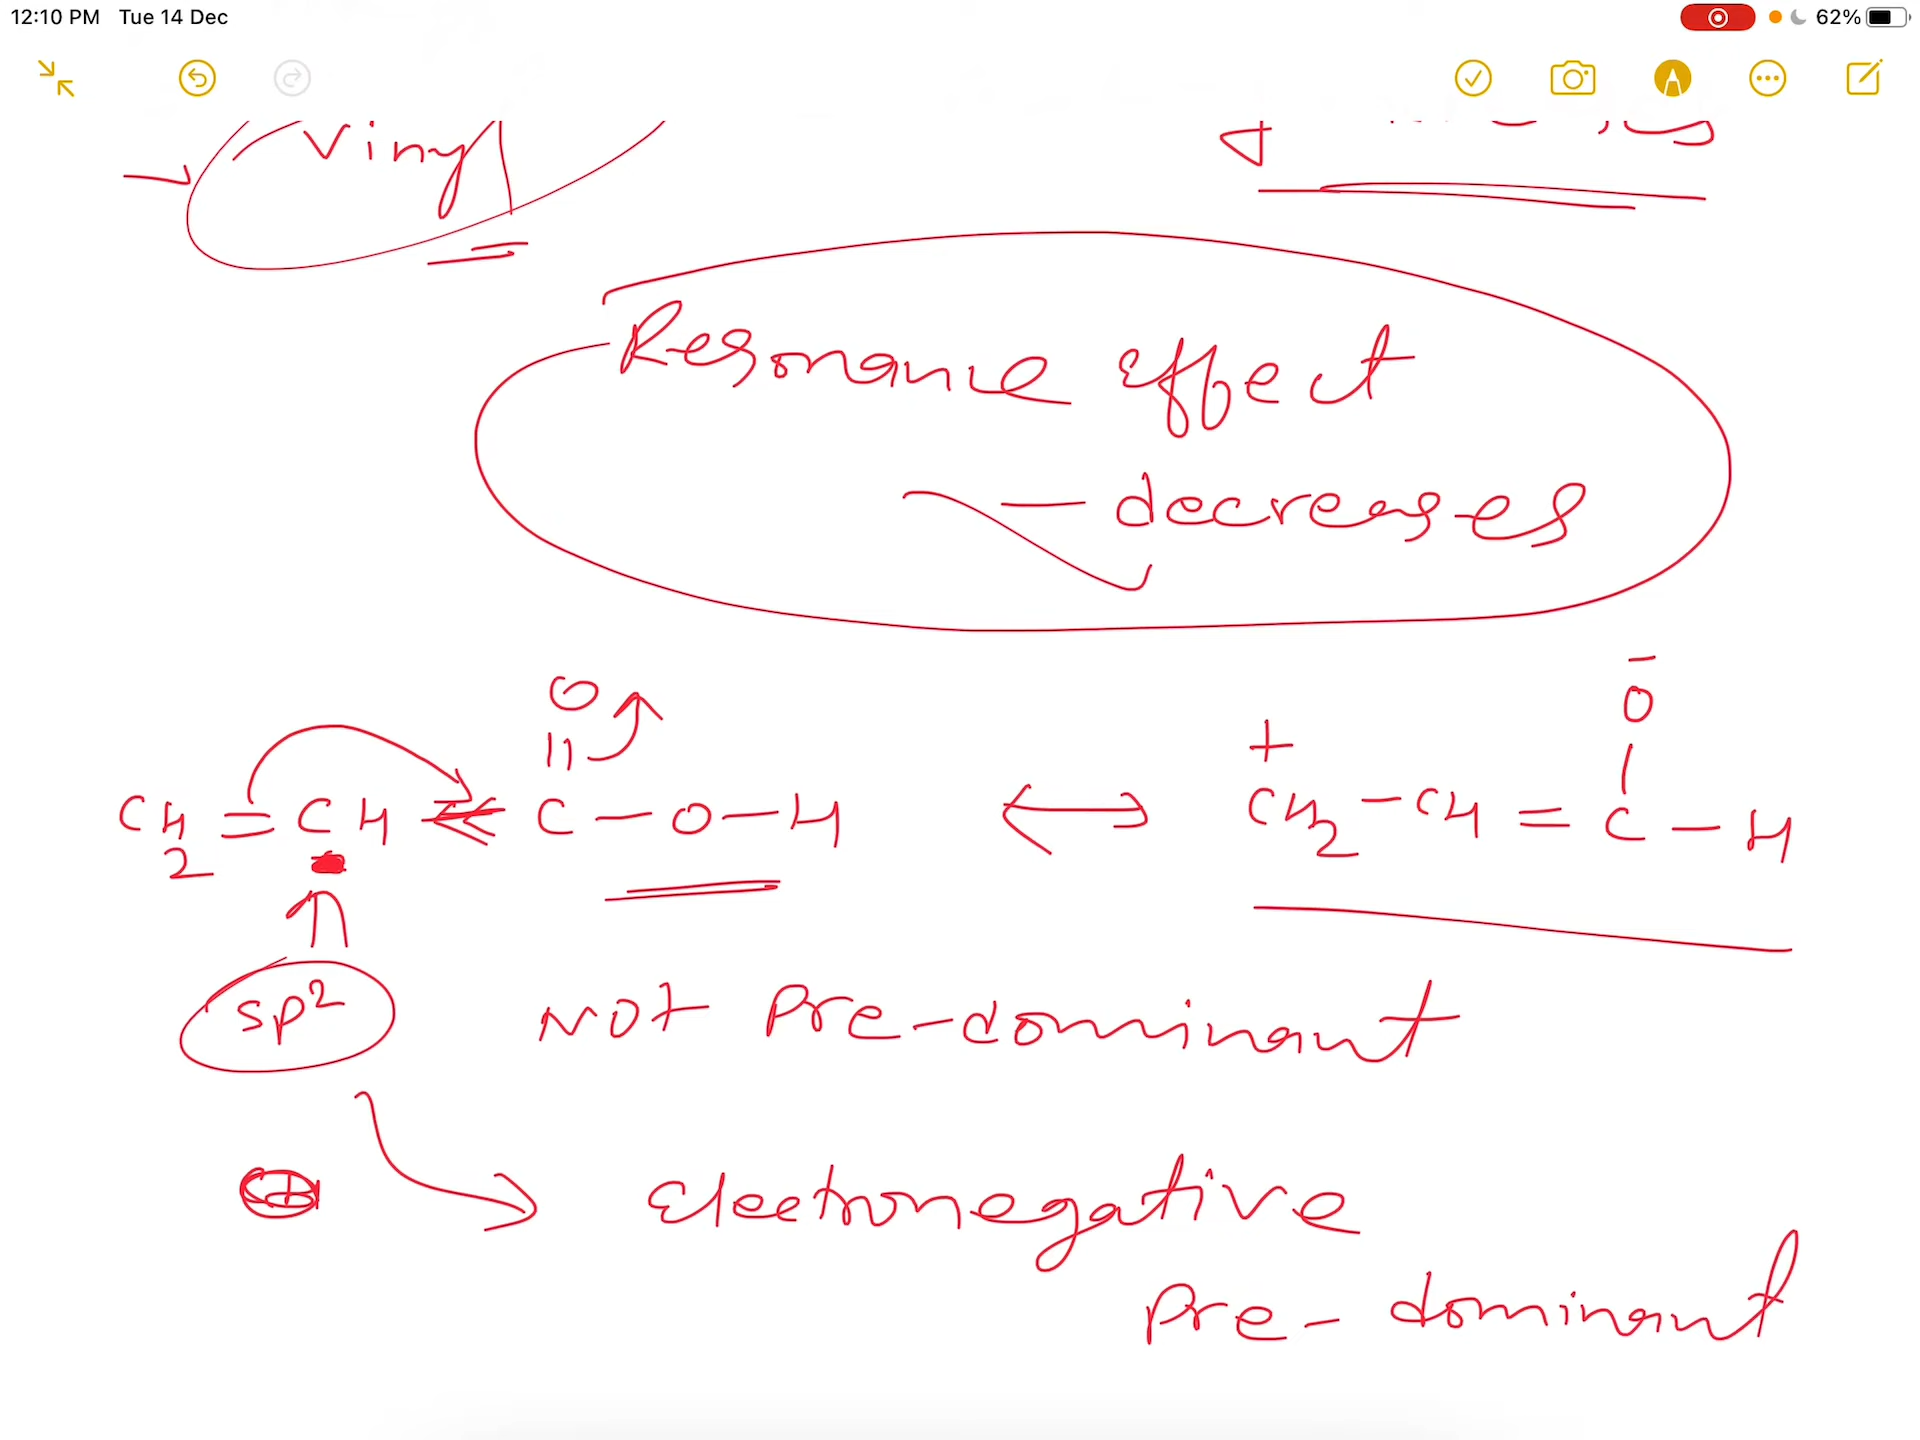 12:10 PM Tue 14 Dec
62%
vinyl
Resonance effect
— decreases
O
||
CH2 = CH C — O — H
-
O
|
+
CH2 — CH = C — H
sp2
NOT Pre-dominant
Electronegative
Pre- dominant